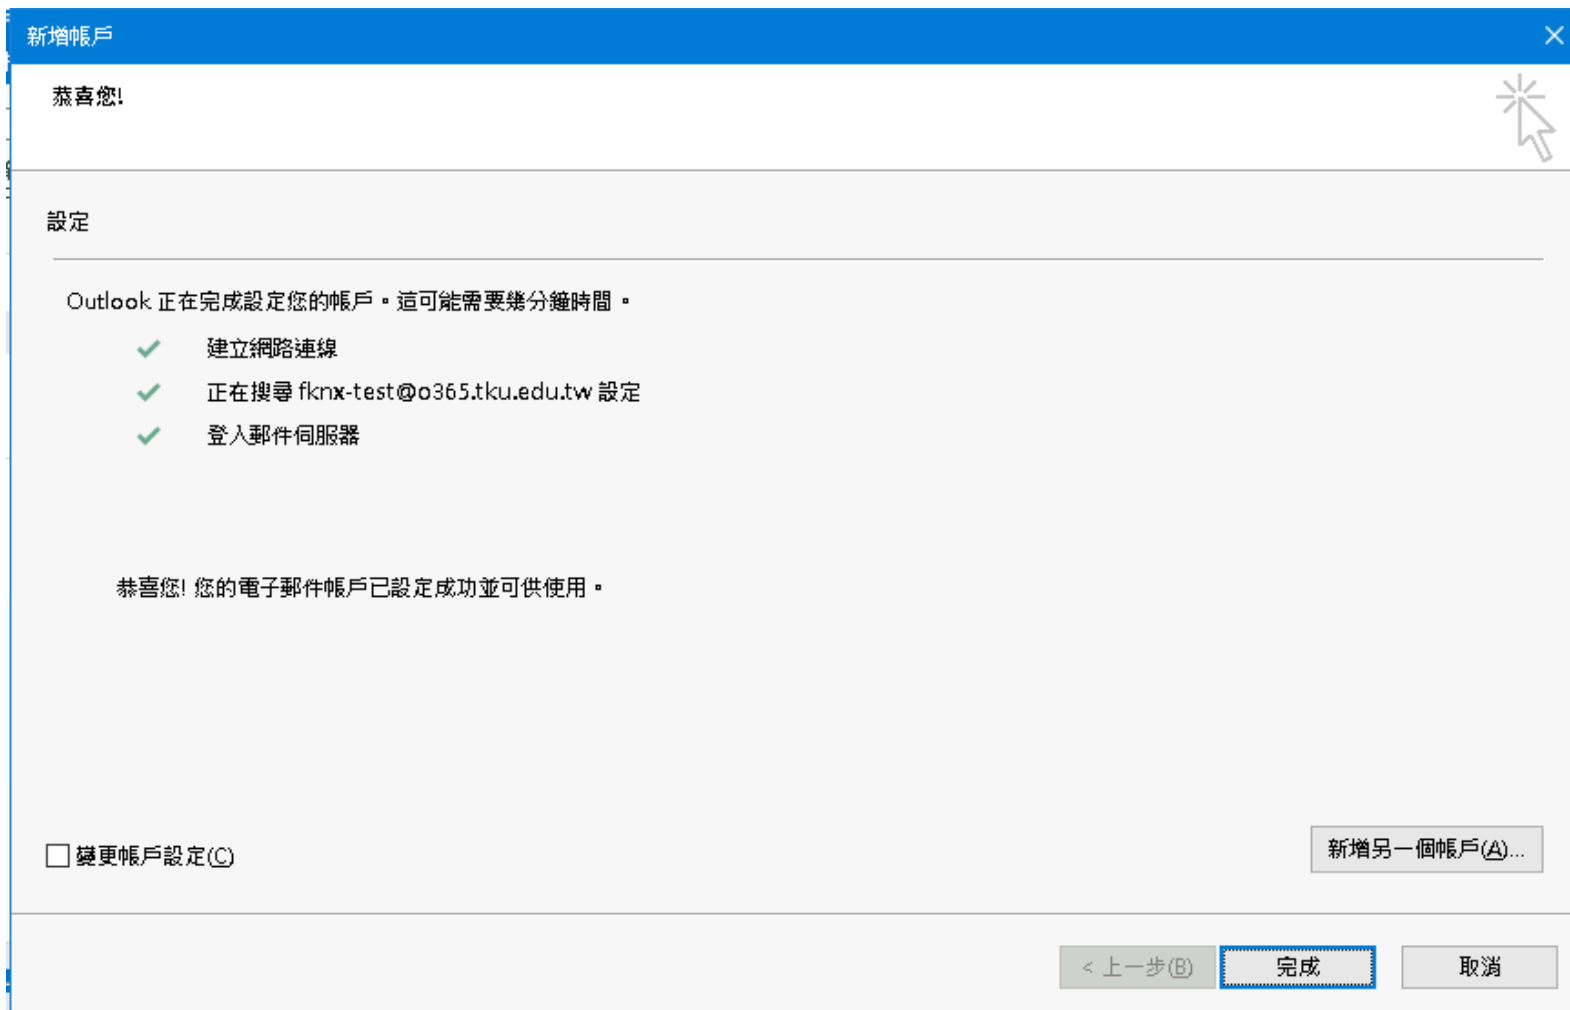 新增帳戶
恭喜您!
設定
Outlook 正在完成設定您的帳戶。這可能需要幾分鐘時間。
建立網路連線
正在搜尋 fknx-test@o365.tku.edu.tw 設定
登入郵件伺服器
恭喜您! 您的電子郵件帳戶已設定成功並可供使用。
變更帳戶設定(C)
新增另一個帳戶(A)...
< 上一步(B)
完成
取消